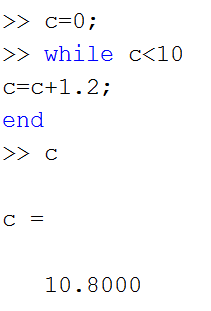 >> c=0;
>> while c<10
c=c+1.2;
end
>> c
c =
10.8000